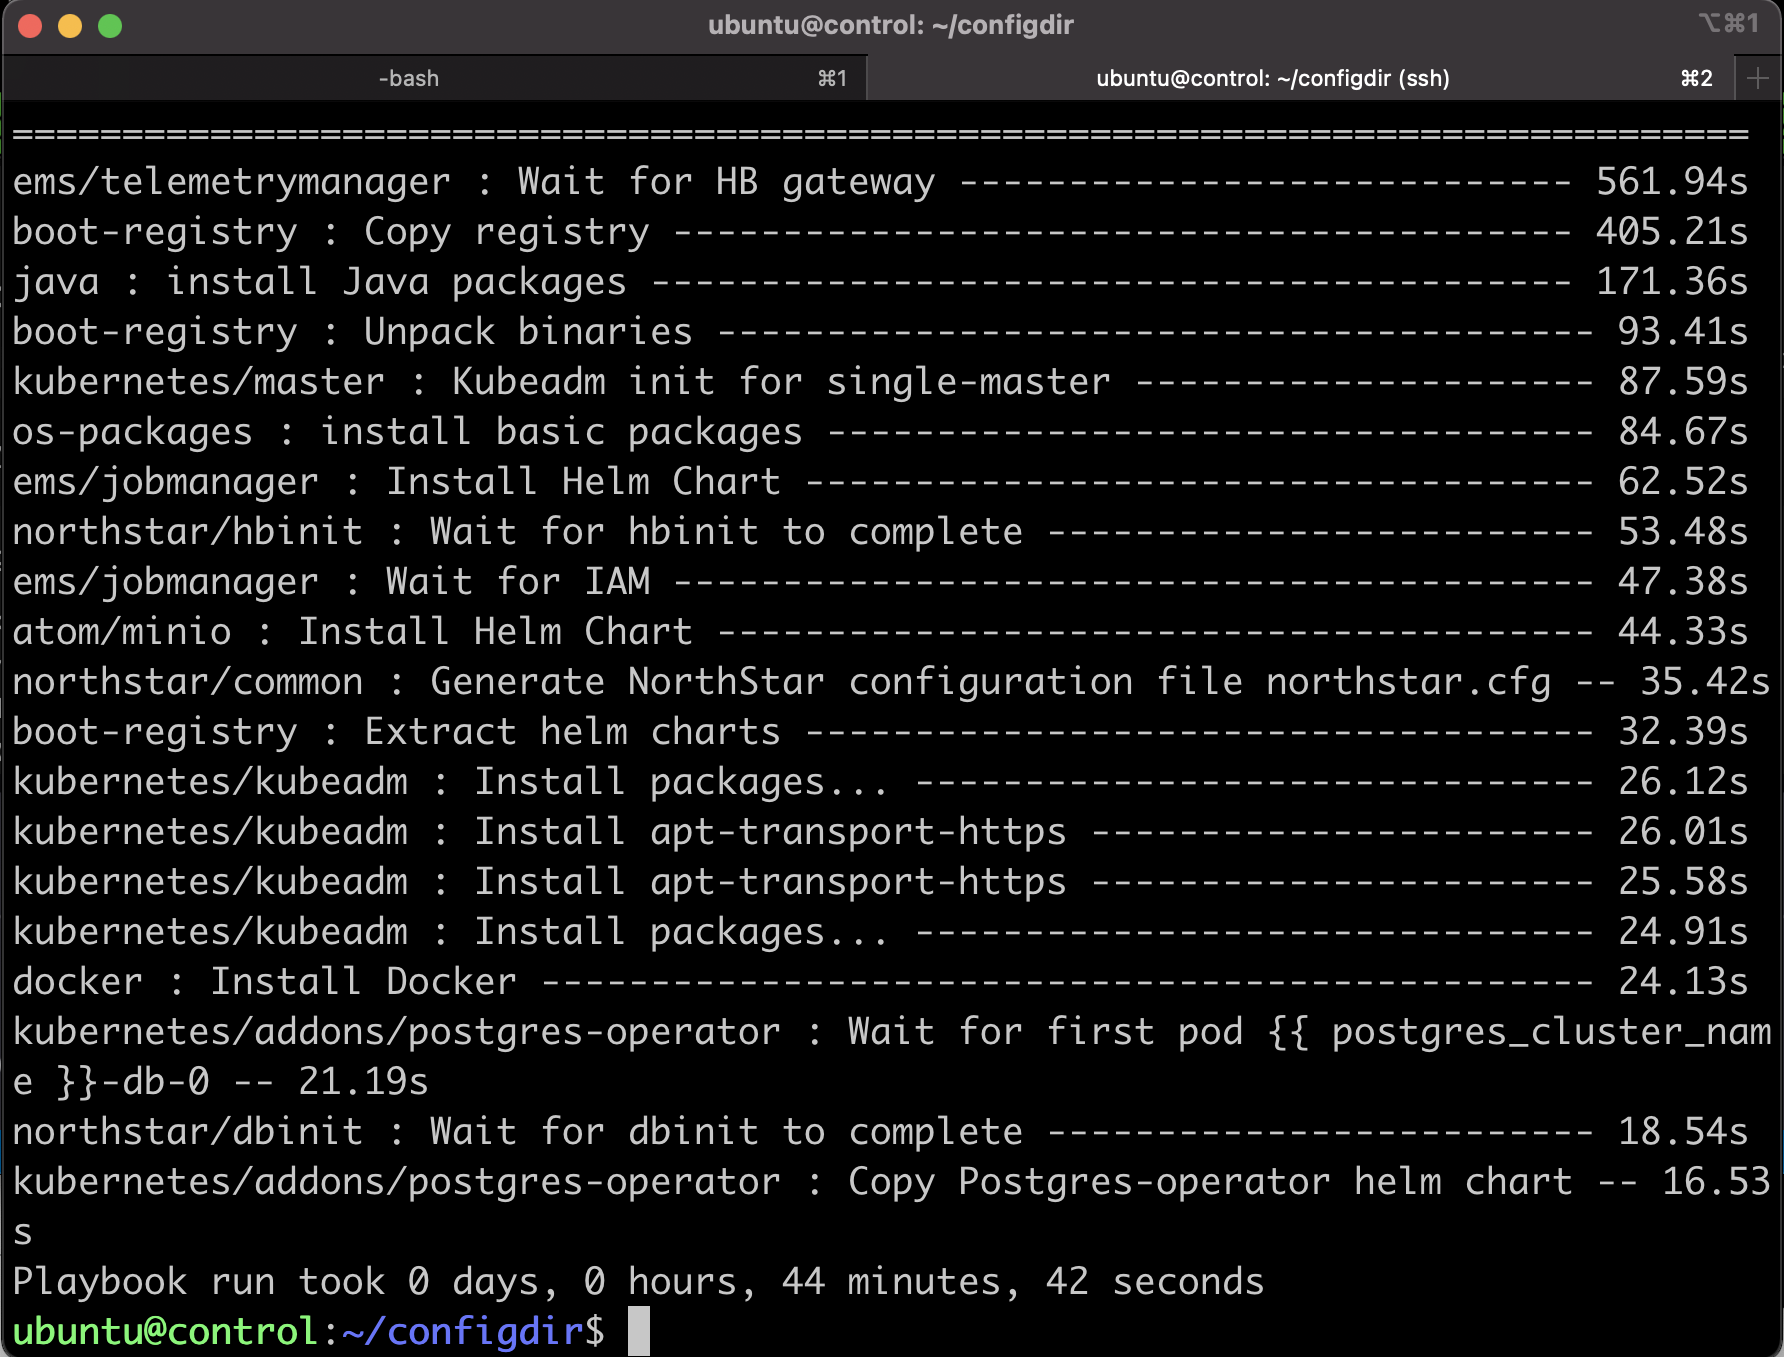 ubuntu@control: ~/configdir
⌥⌘1
-bash ⌘1
ubuntu@control: ~/configdir (ssh) ⌘2 +
===============================================================================
ems/telemetrymanager : Wait for HB gateway ---------------------------- 561.94s
boot-registry : Copy registry ----------------------------------------- 405.21s
java : install Java packages ------------------------------------------ 171.36s
boot-registry : Unpack binaries ---------------------------------------- 93.41s
kubernetes/master : Kubeadm init for single-master --------------------- 87.59s
os-packages : install basic packages ----------------------------------- 84.67s
ems/jobmanager : Install Helm Chart ------------------------------------ 62.52s
northstar/hbinit : Wait for hbinit to complete ------------------------- 53.48s
ems/jobmanager : Wait for IAM ------------------------------------------ 47.38s
atom/minio : Install Helm Chart ---------------------------------------- 44.33s
northstar/common : Generate NorthStar configuration file northstar.cfg -- 35.42s
boot-registry : Extract helm charts ------------------------------------ 32.39s
kubernetes/kubeadm : Install packages... ------------------------------- 26.12s
kubernetes/kubeadm : Install apt-transport-https ----------------------- 26.01s
kubernetes/kubeadm : Install apt-transport-https ----------------------- 25.58s
kubernetes/kubeadm : Install packages... ------------------------------- 24.91s
docker : Install Docker ------------------------------------------------ 24.13s
kubernetes/addons/postgres-operator : Wait for first pod {{ postgres_cluster_nam
e }}-db-0 -- 21.19s
northstar/dbinit : Wait for dbinit to complete ------------------------- 18.54s
kubernetes/addons/postgres-operator : Copy Postgres-operator helm chart -- 16.53
s
Playbook run took 0 days, 0 hours, 44 minutes, 42 seconds
ubuntu@control:~/configdir$